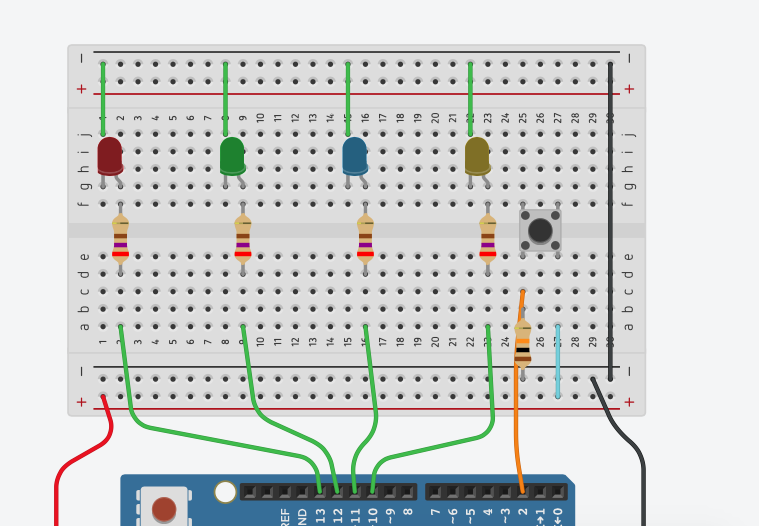 − −
+ +
1 2 3 4 5 6 7 8 9 10 11 12 13 14 15 16 17 18 19 20 21 22 23 24 25 26 27 28 29 30
j j
i i
h h
g g
f f
e e
d d
c c
b b
a a
1 2 3 4 5 6 7 8 9 10 11 12 13 14 15 16 17 18 19 20 21 22 23 24 25 26 27 28 29 30
− −
+ +
REF GND 13 12 ~11 ~10 ~9 8 7 ~6 ~5 4 ~3 2 →1 ←0